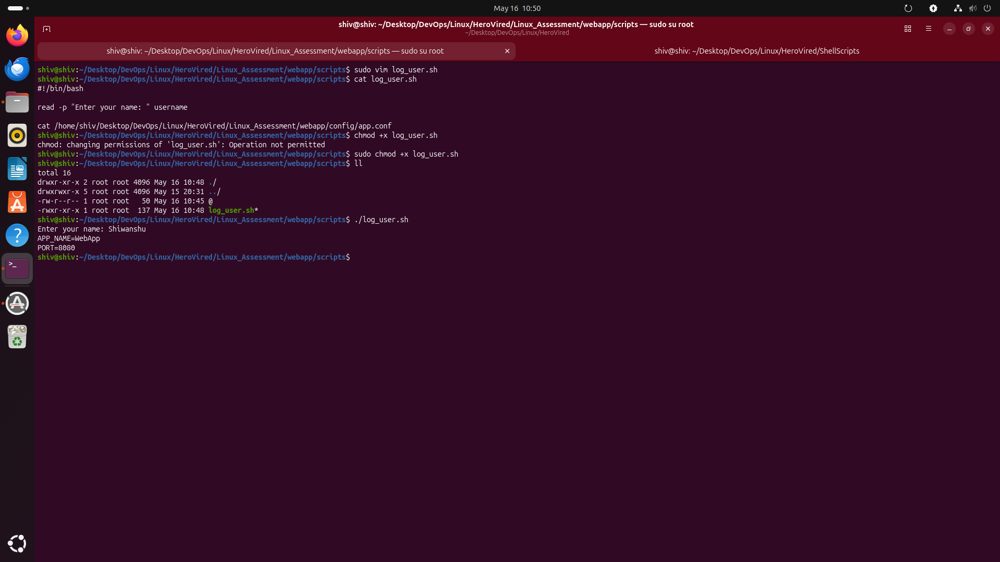 May 16 10:50
shiv@shiv: ~/Desktop/DevOps/Linux/HeroVired/Linux_Assessment/webapp/scripts — sudo su root
~/Desktop/DevOps/Linux/HeroVired
shiv@shiv: ~/Desktop/DevOps/Linux/HeroVired/Linux_Assessment/webapp/scripts — sudo su root
shiv@shiv: ~/Desktop/DevOps/Linux/HeroVired/ShellScripts
shiv@shiv:~/Desktop/DevOps/Linux/HeroVired/Linux_Assessment/webapp/scripts$ sudo vim log_user.sh
shiv@shiv:~/Desktop/DevOps/Linux/HeroVired/Linux_Assessment/webapp/scripts$ cat log_user.sh
#!/bin/bash
read -p "Enter your name: " username
cat /home/shiv/Desktop/DevOps/Linux/HeroVired/Linux_Assessment/webapp/config/app.conf
shiv@shiv:~/Desktop/DevOps/Linux/HeroVired/Linux_Assessment/webapp/scripts$ chmod +x log_user.sh
chmod: changing permissions of 'log_user.sh': Operation not permitted
shiv@shiv:~/Desktop/DevOps/Linux/HeroVired/Linux_Assessment/webapp/scripts$ sudo chmod +x log_user.sh
shiv@shiv:~/Desktop/DevOps/Linux/HeroVired/Linux_Assessment/webapp/scripts$ ll
total 16
drwxr-xr-x 2 root root 4096 May 16 10:48 ./
drwxrwxr-x 5 root root 4096 May 15 20:31 ../
-rw-r--r-- 1 root root   50 May 16 10:45 @
-rwxr-xr-x 1 root root  137 May 16 10:48 log_user.sh*
shiv@shiv:~/Desktop/DevOps/Linux/HeroVired/Linux_Assessment/webapp/scripts$ ./log_user.sh
Enter your name: Shiwanshu
APP_NAME=WebApp
PORT=8080
shiv@shiv:~/Desktop/DevOps/Linux/HeroVired/Linux_Assessment/webapp/scripts$